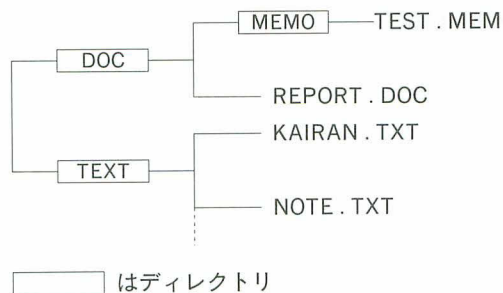 MEMO TEST . MEM
DOC
REPORT . DOC
KAIRAN . TXT
TEXT
NOTE . TXT
はディレクトリ